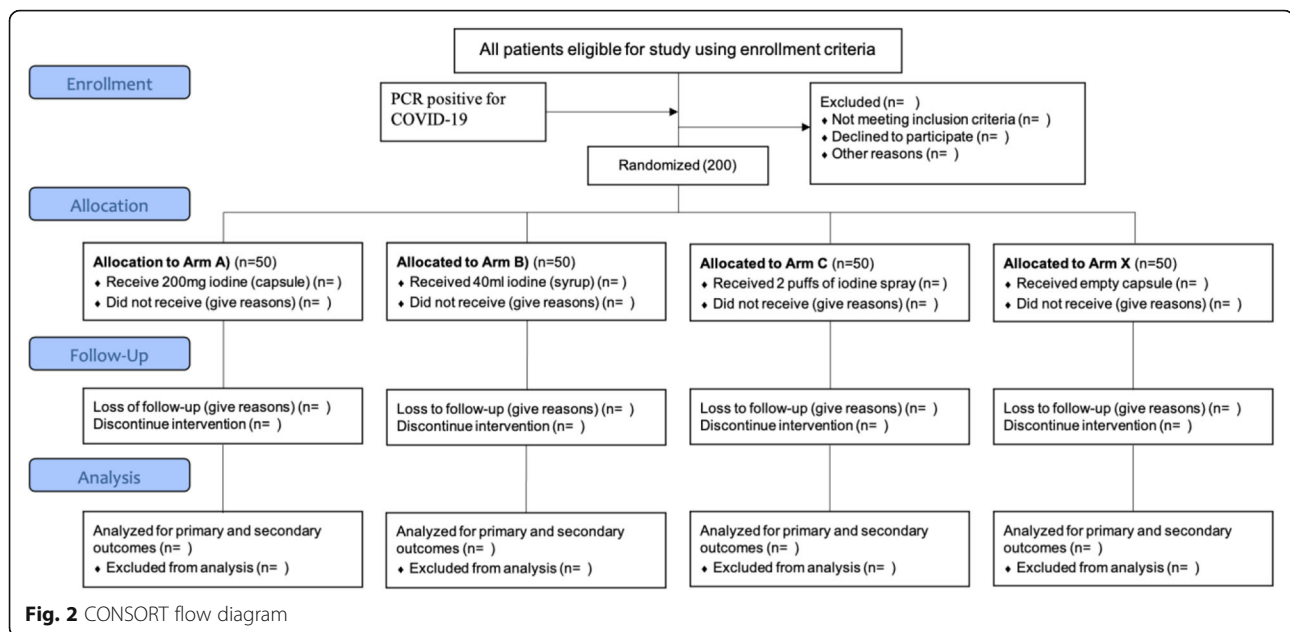 All patients eligible for study using enrollment criteria
Enrollment
PCR positive for
COVID-19
Excluded (n= )
♦ Not meeting inclusion criteria (n= )
♦ Declined to participate (n= )
♦ Other reasons (n= )
Randomized (200)
Allocation
Allocation to Arm A) (n=50)
♦ Receive 200mg iodine (capsule) (n= )
♦ Did not receive (give reasons) (n= )
Allocated to Arm B) (n=50)
♦ Received 40ml iodine (syrup) (n= )
♦ Did not receive (give reasons) (n= )
Allocated to Arm C (n=50)
♦ Received 2 puffs of iodine spray (n= )
♦ Did not receive (give reasons) (n= )
Allocated to Arm X (n=50)
♦ Received empty capsule (n= )
♦ Did not receive (give reasons) (n= )
Follow-Up
Loss of follow-up (give reasons) (n= )
Discontinue intervention (n= )
Loss to follow-up (give reasons) (n= )
Discontinue intervention (n= )
Loss to follow-up (give reasons) (n= )
Discontinue intervention (n= )
Loss to follow-up (give reasons) (n= )
Discontinue intervention (n= )
Analysis
Analyzed for primary and secondary
outcomes (n= )
♦ Excluded from analysis (n= )
Analyzed for primary and secondary
outcomes (n= )
♦ Excluded from analysis (n= )
Analyzed for primary and secondary
outcomes (n= )
♦ Excluded from analysis (n= )
Analyzed for primary and secondary
outcomes (n= )
♦ Excluded from analysis (n= )
Fig. 2 CONSORT flow diagram